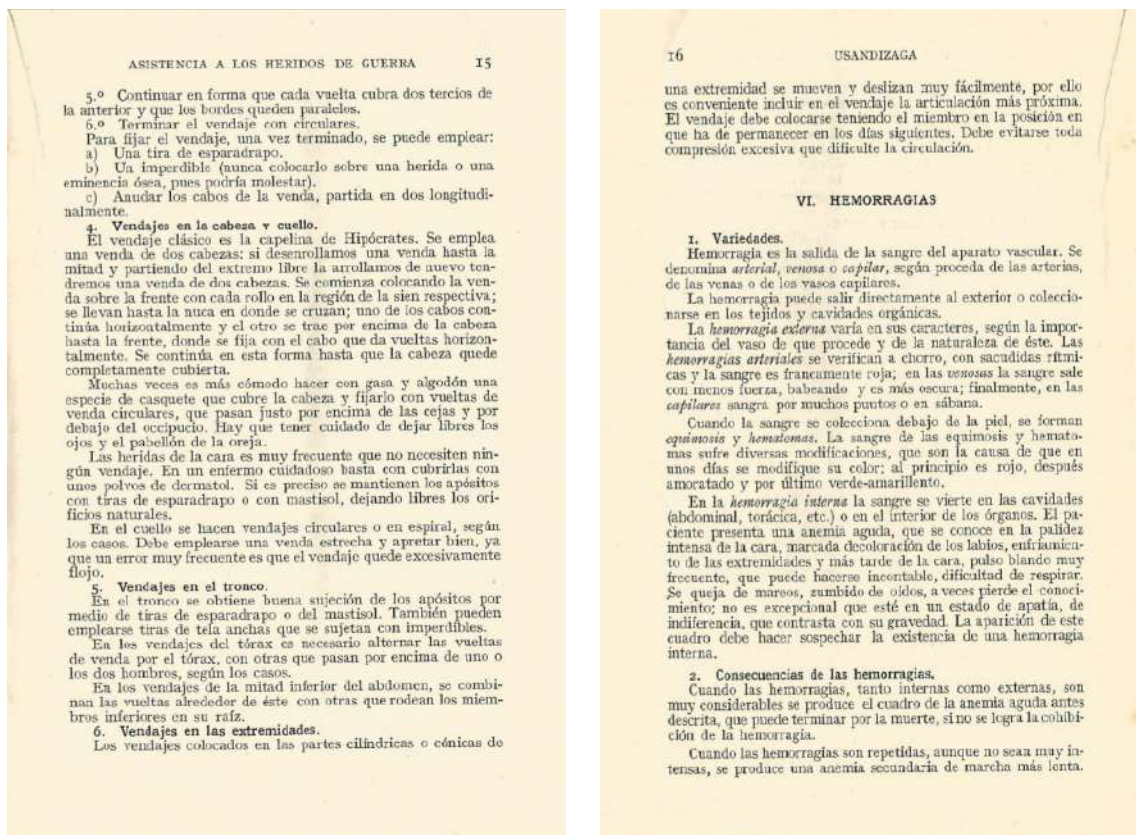 ASISTENCIA A LOS HERIDOS DE GUERRA 15
5.º Continuar en forma que cada vuelta cubra dos tercios de
la anterior y que los bordes queden paralelos.
6.º Terminar el vendaje con circulares.
Para fijar el vendaje, una vez terminado, se puede emplear:
a) Una tira de esparadrapo.
b) Un imperdible (nunca colocarlo sobre una herida o una
eminencia ósea, pues podría molestar).
c) Anudar los cabos de la venda, partida en dos longitudi-
nalmente.
4. Vendajes en la cabeza y cuello.
El vendaje clásico es la capelina de Hipócrates. Se emplea
una venda de dos cabezas: si desenrollamos una venda hasta la
mitad y partiendo del extremo libre la arrollamos de nuevo ten-
dremos una venda de dos cabezas. Se comienza colocando la ven-
da sobre la frente con cada rollo en la región de la sien respectiva;
se llevan hasta la nuca en donde se cruzan; uno de los cabos con-
tinúa horizontalmente y el otro se trae por encima de la cabeza
hasta la frente, donde se fija con el cabo que da vueltas horizon-
talmente. Se continúa en esta forma hasta que la cabeza quede
completamente cubierta.
Muchas veces es más cómodo hacer con gasa y algodón una
especie de casquete que cubre la cabeza y fijarlo con vueltas de
venda circulares, que pasan justo por encima de las cejas y por
debajo del occipucio. Hay que tener cuidado de dejar libres los
ojos y el pabellón de la oreja.
Las heridas de la cara es muy frecuente que no necesiten nin-
gún vendaje. En un enfermo cuidadoso basta con cubrirlas con
unos polvos de dermatol. Si es preciso se mantienen los apósitos
con tiras de esparadrapo o con mastisol, dejando libres los ori-
ficios naturales.
En el cuello se hacen vendajes circulares o en espiral, según
los casos. Debe emplearse una venda estrecha y apretar bien, ya
que un error muy frecuente es que el vendaje quede excesivamente
flojo.
5. Vendajes en el tronco.
En el tronco se obtiene buena sujeción de los apósitos por
medio de tiras de esparadrapo o del mastisol. También pueden
emplearse tiras de tela anchas que se sujetan con imperdibles.
En los vendajes del tórax es necesario alternar las vueltas
de venda por el tórax, con otras que pasan por encima de uno o
los dos hombros, según los casos.
En los vendajes de la mitad inferior del abdomen, se combi-
nan las vueltas alrededor de éste con otras que rodean los miem-
bros inferiores en su raíz.
6. Vendajes en las extremidades.
Los vendajes colocados en las partes cilíndricas o cónicas de
16 USANDIZAGA
una extremidad se mueven y deslizan muy fácilmente, por ello
es conveniente incluir en el vendaje la articulación más próxima.
El vendaje debe colocarse teniendo el miembro en la posición en
que ha de permanecer en los días siguientes. Debe evitarse toda
compresión excesiva que dificulte la circulación.
VI. HEMORRAGIAS
1. Variedades.
Hemorragia es la salida de la sangre del aparato vascular. Se
denomina arterial, venosa o capilar, según proceda de las arterias,
de las venas o de los vasos capilares.
La hemorragia puede salir directamente al exterior o coleccio-
narse en los tejidos y cavidades orgánicas.
La hemorragia externa varía en sus caracteres, según la impor-
tancia del vaso de que procede y de la naturaleza de éste. Las
hemorragias arteriales se verifican a chorro, con sacudidas rítmi-
cas y la sangre es francamente roja; en las venosas la sangre sale
con menos fuerza, babeando y es más oscura; finalmente, en las
capilares sangra por muchos puntos o en sábana.
Cuando la sangre se colecciona debajo de la piel, se forman
equimosis y hematomas. La sangre de las equimosis y hemato-
mas sufre diversas modificaciones, que son la causa de que en
unos días se modifique su color; al principio es rojo, después
amoratado y por último verde-amarillento.
En la hemorragia interna la sangre se vierte en las cavidades
(abdominal, torácica, etc.) o en el interior de los órganos. El pa-
ciente presenta una anemia aguda, que se conoce en la palidez
intensa de la cara, marcada decoloración de los labios, enfriamien-
to de las extremidades y más tarde de la cara, pulso blando muy
frecuente, que puede hacerse incontable, dificultad de respirar.
Se queja de mareos, zumbido de oídos, a veces pierde el conoci-
miento; no es excepcional que esté en un estado de apatía, de
indiferencia, que contrasta con su gravedad. La aparición de este
cuadro debe hacer sospechar la existencia de una hemorragia
interna.
2. Consecuencias de las hemorragias.
Cuando las hemorragias, tanto internas como externas, son
muy considerables se produce el cuadro de la anemia aguda antes
descrita, que puede terminar por la muerte, si no se logra la cohibi-
ción de la hemorragia.
Cuando las hemorragias son repetidas, aunque no sean muy in-
tensas, se produce una anemia secundaria de marcha más lenta.